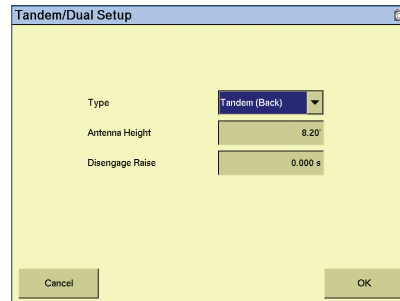 Tandem/Dual Setup
Type Tandem (Back)
Antenna Height 8.20'
Disengage Raise 0.000 s
Cancel OK